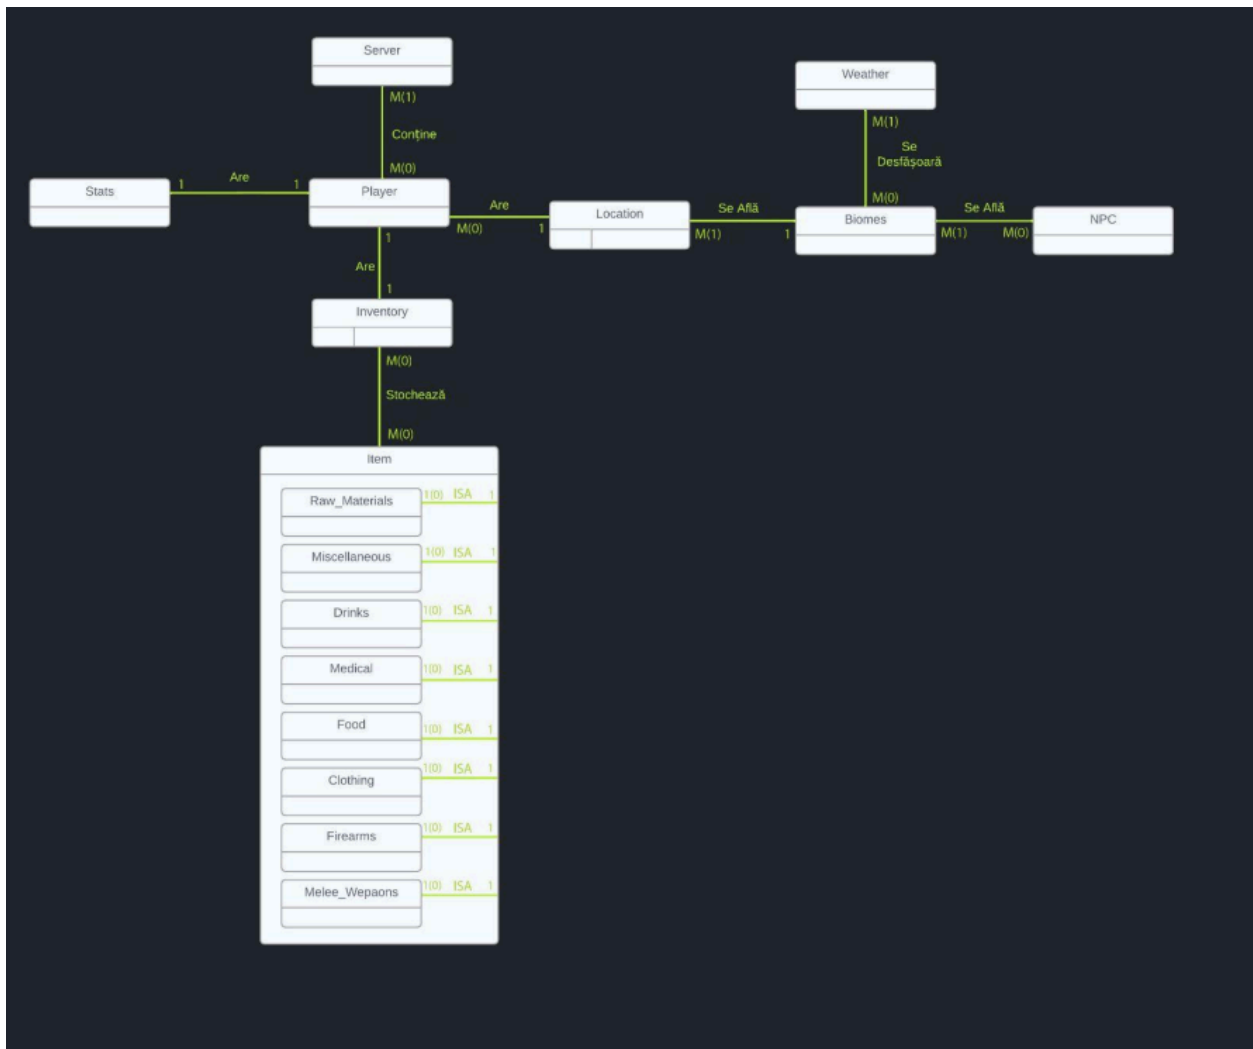 Server
M(1)
Conține
M(0)
Weather
M(1)
Se
Desfășoară
M(0)
Stats
1
Are
1
Player
Are
M(0)
1
Location
Se Află
M(1)
1
Biomes
Se Află
M(1)
M(0)
NPC
1
Are
1
Inventory
M(0)
Stochează
M(0)
Item
Raw_Materials
1(0) ISA 1
Miscellaneous
1(0) ISA 1
Drinks
1(0) ISA 1
Medical
1(0) ISA 1
Food
1(0) ISA 1
Clothing
1(0) ISA 1
Firearms
1(0) ISA 1
Melee_Wepaons
1(0) ISA 1